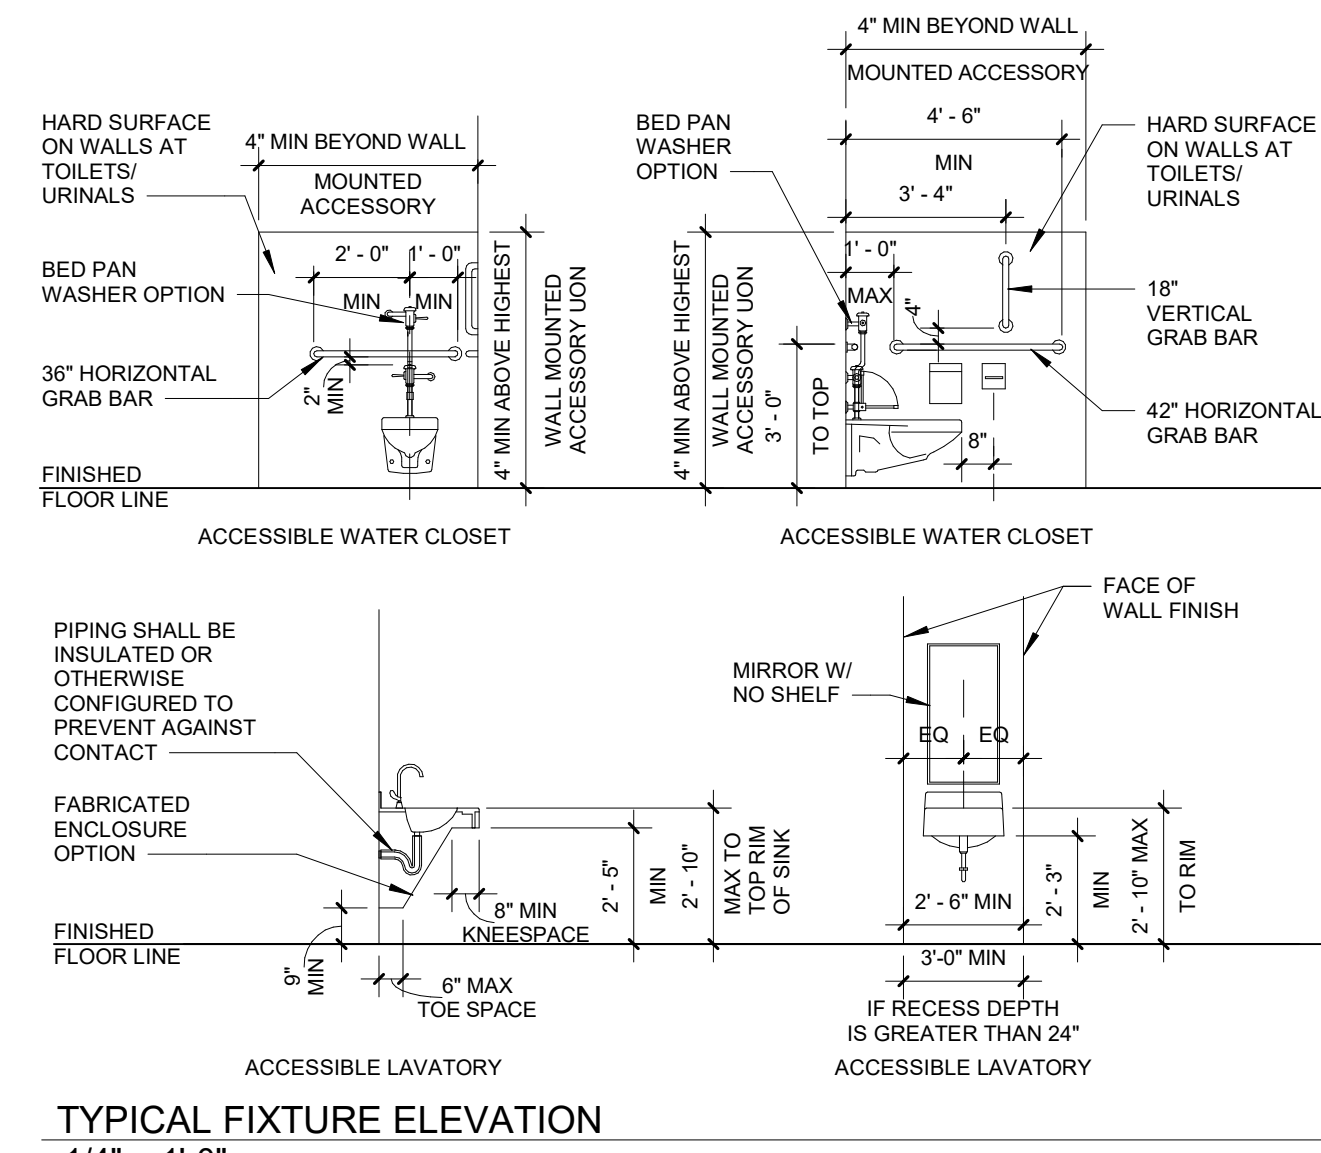 HARD SURFACE
ON WALLS AT
TOILETS/
URINALS
4" MIN BEYOND WALL
MOUNTED
ACCESSORY
BED PAN
WASHER OPTION
2' - 0"
MIN
1' - 0"
MIN
36" HORIZONTAL
GRAB BAR
2"
MIN
4" MIN ABOVE HIGHEST
WALL MOUNTED
ACCESSORY UON
FINISHED
FLOOR LINE
ACCESSIBLE WATER CLOSET
4" MIN BEYOND WALL
MOUNTED ACCESSORY
BED PAN
WASHER
OPTION
4' - 6"
MIN
3' - 4"
1' - 0"
MAX
4"
HARD SURFACE
ON WALLS AT
TOILETS/
URINALS
18"
VERTICAL
GRAB BAR
42" HORIZONTAL
GRAB BAR
4" MIN ABOVE HIGHEST
WALL MOUNTED
ACCESSORY UON
3' - 0"
TO TOP
8"
ACCESSIBLE WATER CLOSET
PIPING SHALL BE
INSULATED OR
OTHERWISE
CONFIGURED TO
PREVENT AGAINST
CONTACT
FABRICATED
ENCLOSURE
OPTION
FINISHED
FLOOR LINE
9"
MIN
6" MAX
TOE SPACE
8" MIN
KNEESPACE
2' - 5"
MIN
2' - 10"
MAX TO
TOP RIM
OF SINK
ACCESSIBLE LAVATORY
FACE OF
WALL FINISH
MIRROR W/
NO SHELF
EQ
EQ
2' - 6" MIN
3'-0" MIN
IF RECESS DEPTH
IS GREATER THAN 24"
2' - 3"
MIN
2' - 10" MAX
TO RIM
ACCESSIBLE LAVATORY
TYPICAL FIXTURE ELEVATION